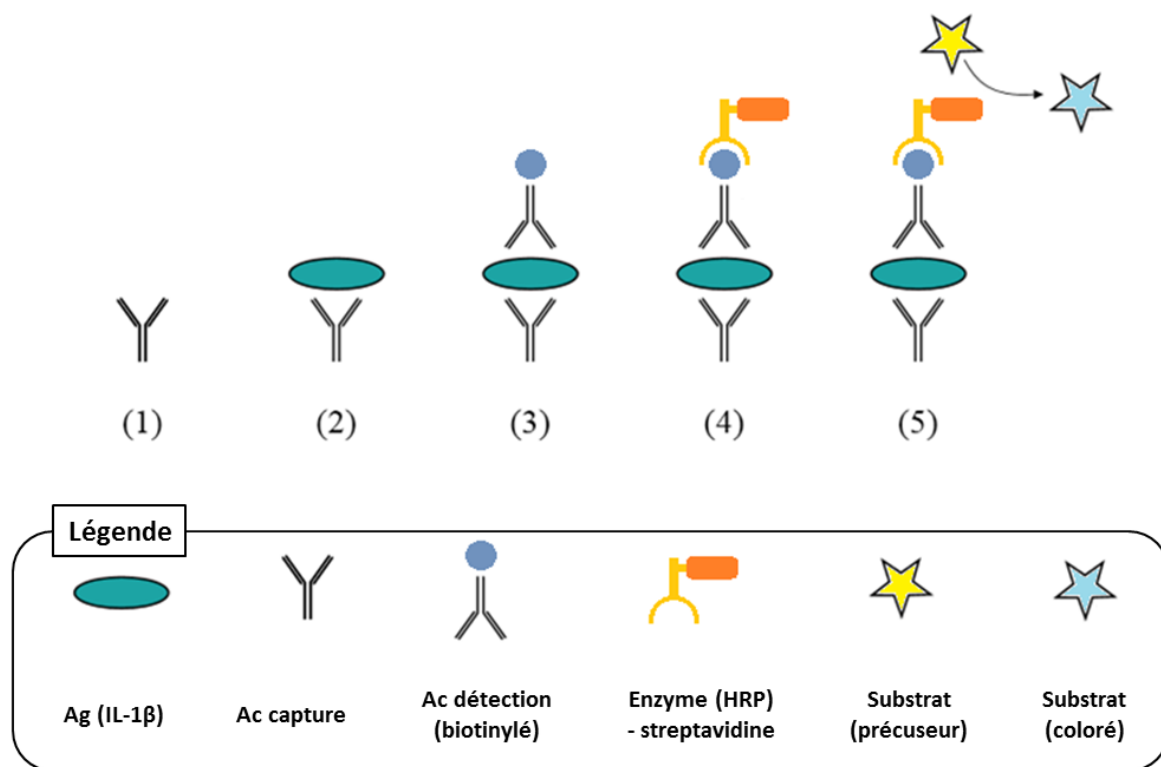 (1) (2) (3) (4) (5)
Légende
Ag (IL-1β)
Ac capture
Ac détection
(biotinylé)
Enzyme (HRP)
- streptavidine
Substrat
(précuseur)
Substrat
(coloré)